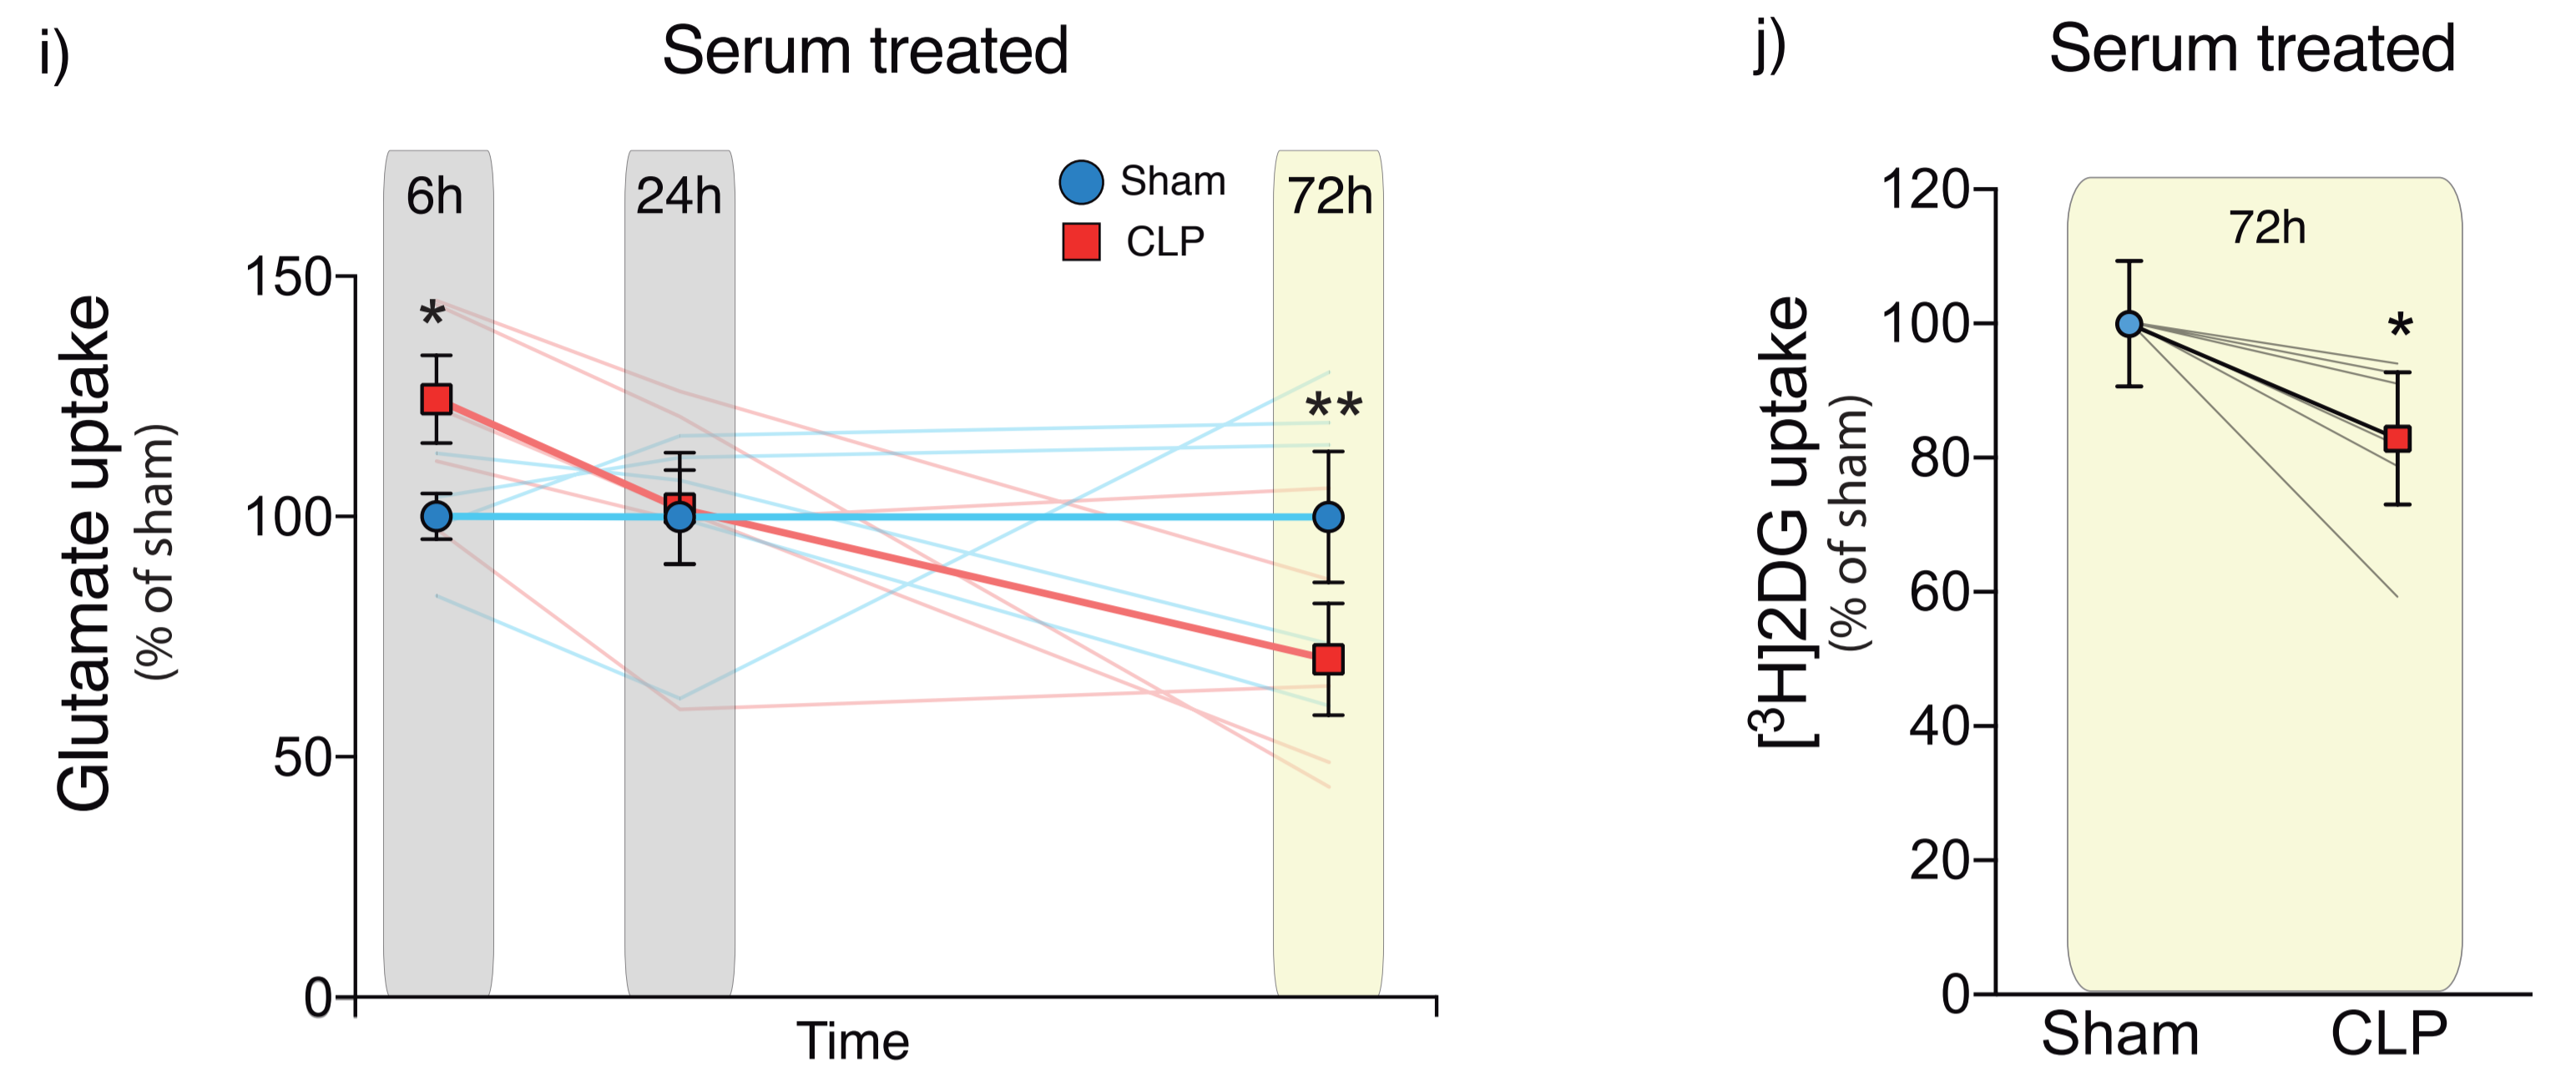 i)
Serum treated
6h
24h
72h
Sham
CLP
150
100
50
0
*
**
Glutamate uptake
(% of sham)
Time
j)
Serum treated
72h
120
100
80
60
40
20
0
*
[³H]2DG uptake
(% of sham)
Sham
CLP